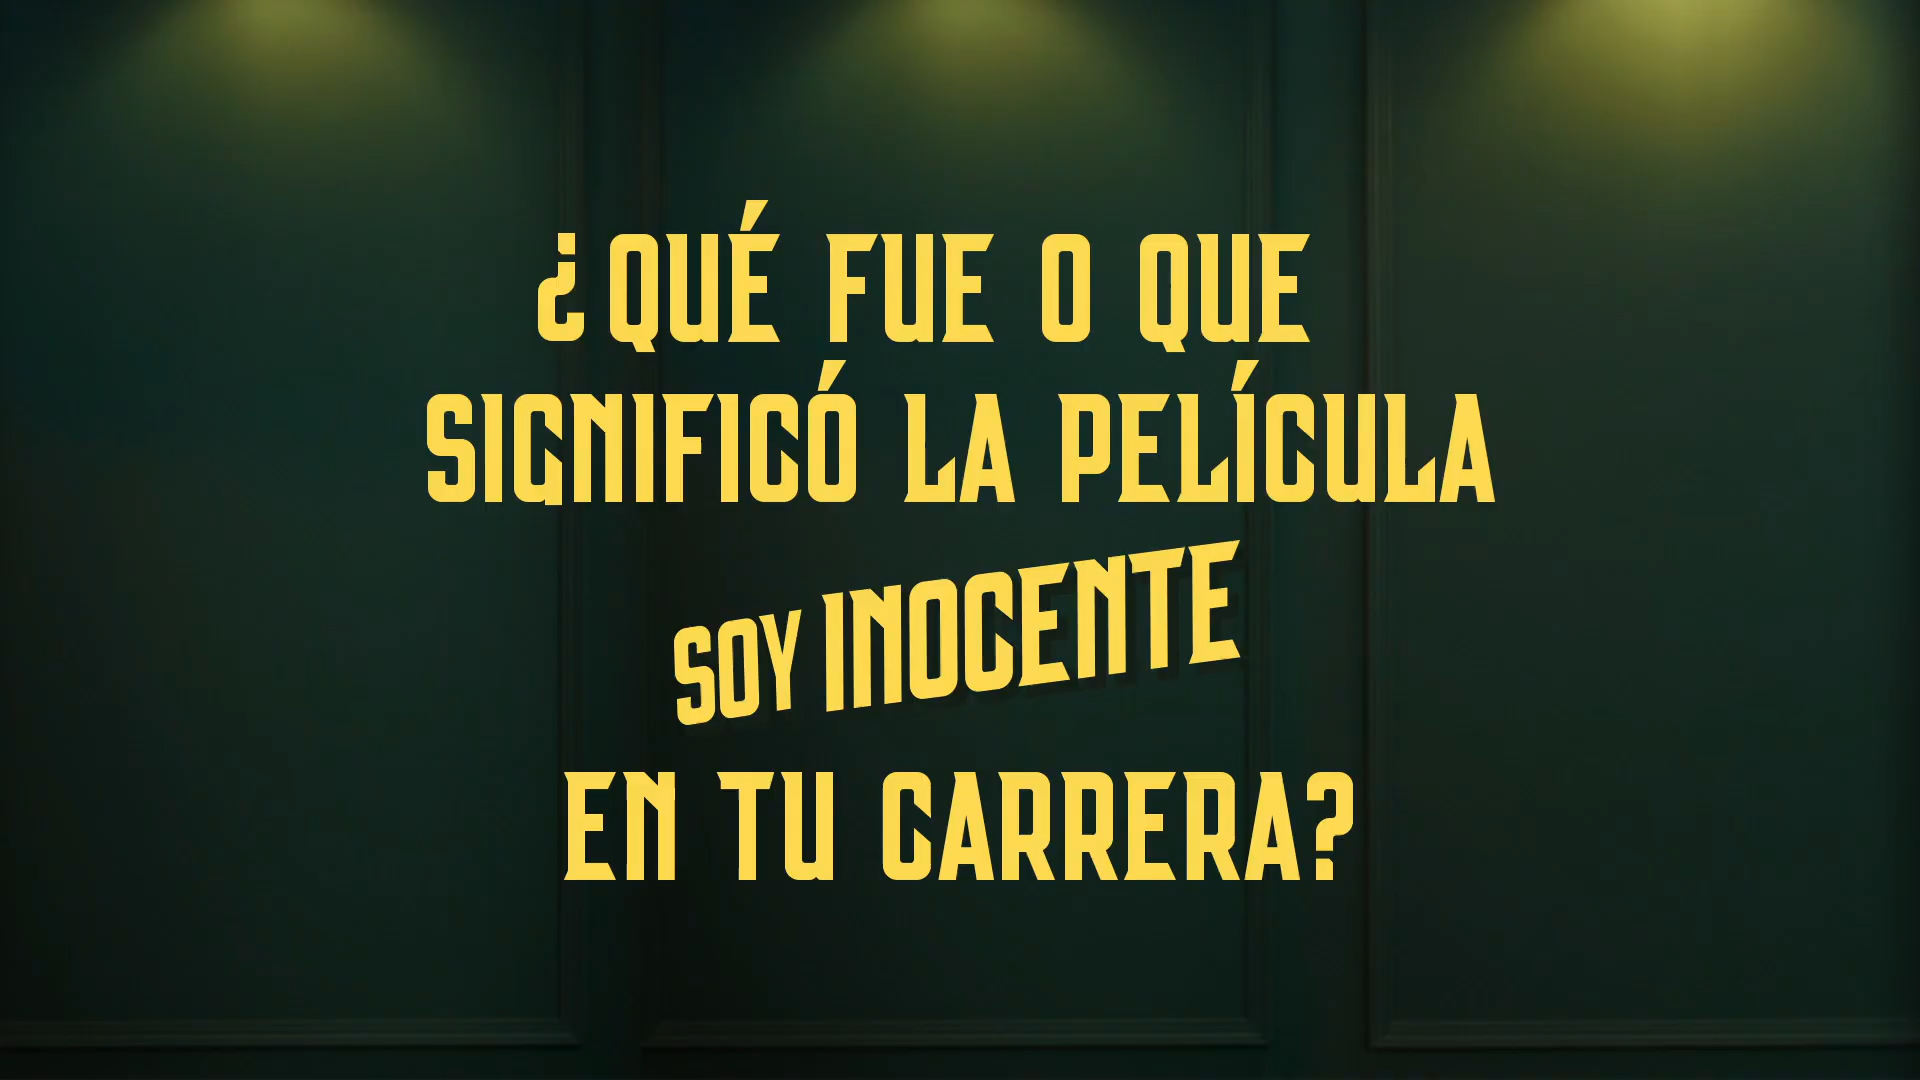 ¿QUÉ FUE O QUE
SIGNIFICÓ LA PELÍCULA
SOY INOCENTE
EN TU CARRERA?